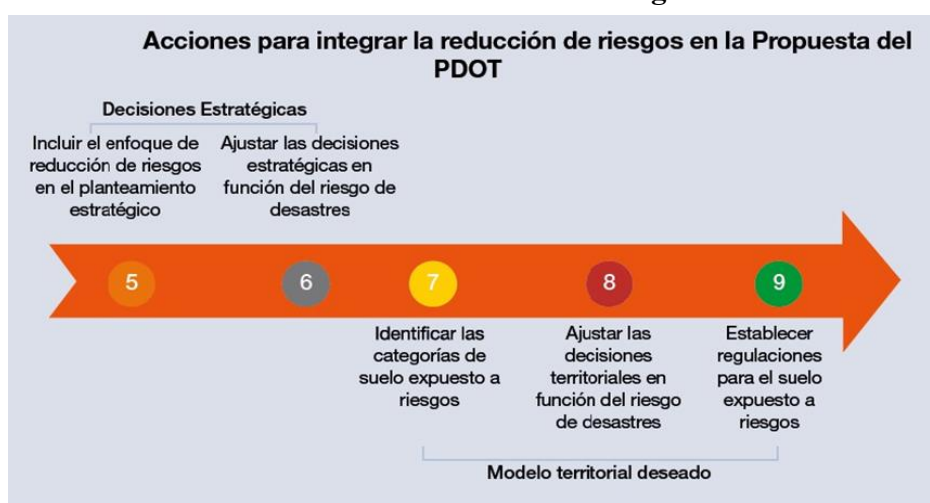 Acciones para integrar la reducción de riesgos en la Propuesta del
PDOT
Decisiones Estratégicas
Incluir el enfoque de
reducción de riesgos
en el planteamiento
estratégico
Ajustar las decisiones
estratégicas en
función del riesgo de
desastres
5
6
7
8
9
Identificar las
categorías de
suelo expuesto a
riesgos
Ajustar las
decisiones
territoriales en
función del riesgo
de desastres
Establecer
regulaciones
para el suelo
expuesto a
riesgos
Modelo territorial deseado